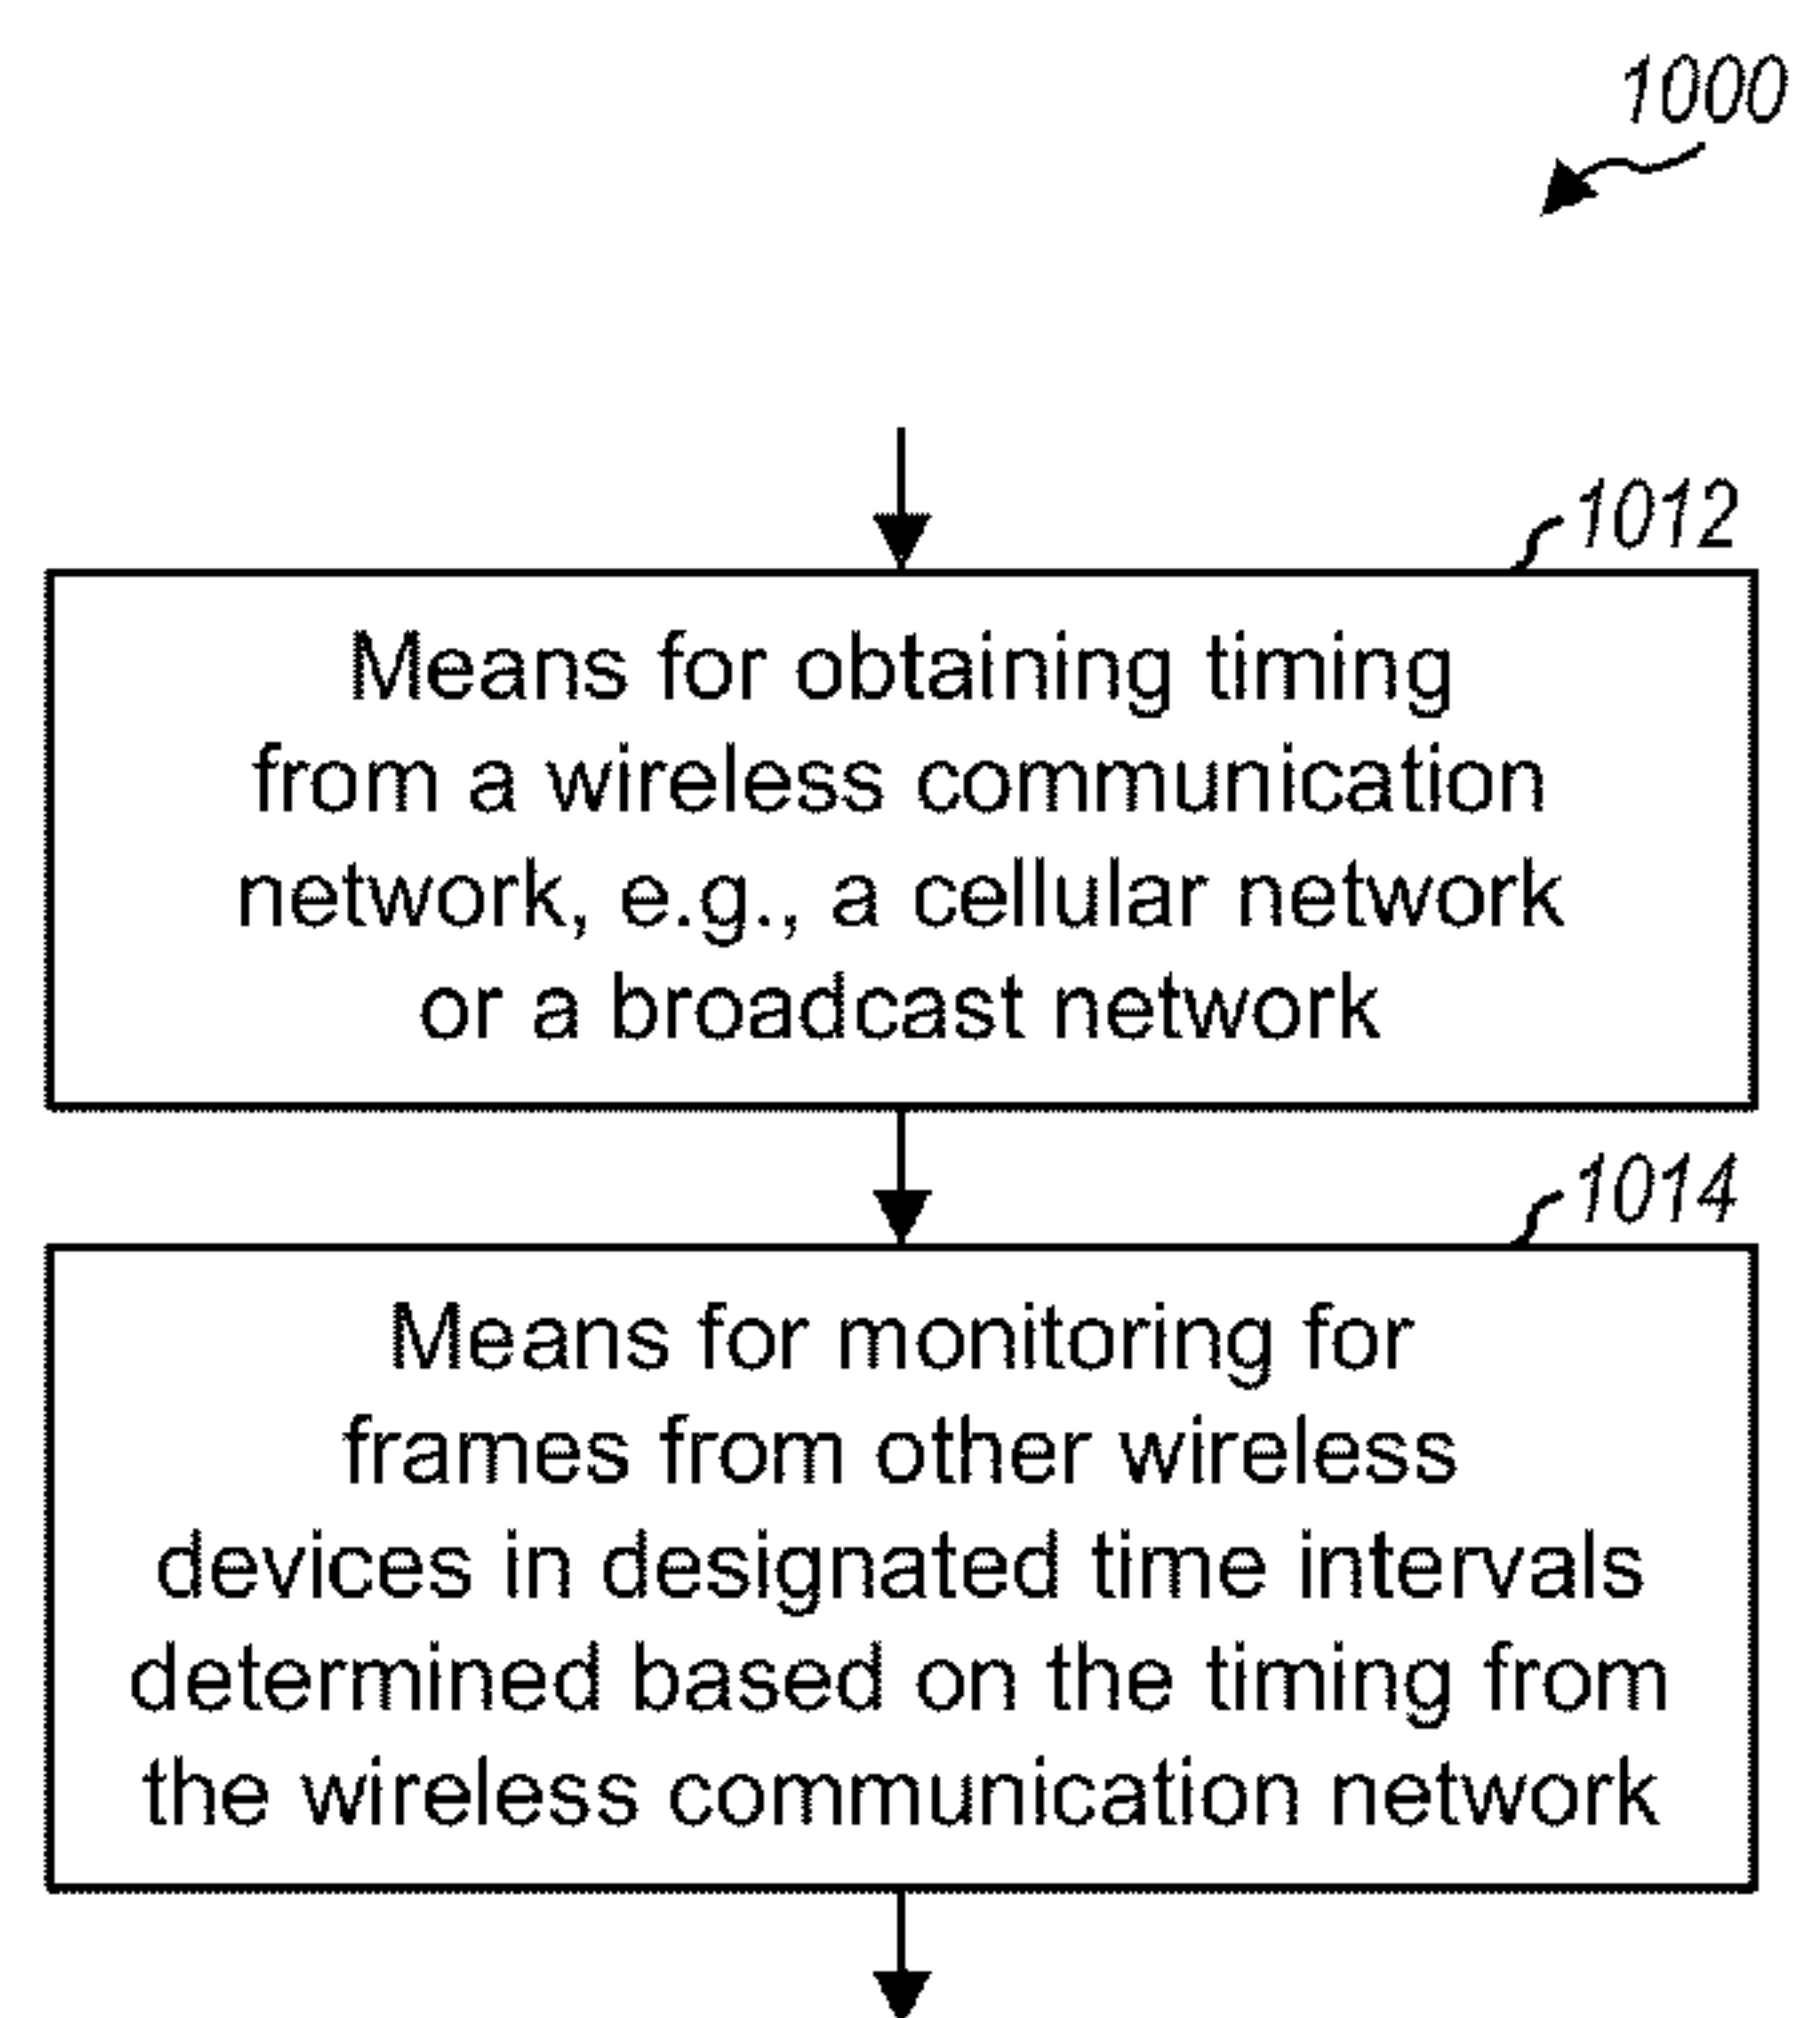 1000
1012
Means for obtaining timing
from a wireless communication
network, e.g., a cellular network
or a broadcast network
1014
Means for monitoring for
frames from other wireless
devices in designated time intervals
determined based on the timing from
the wireless communication network